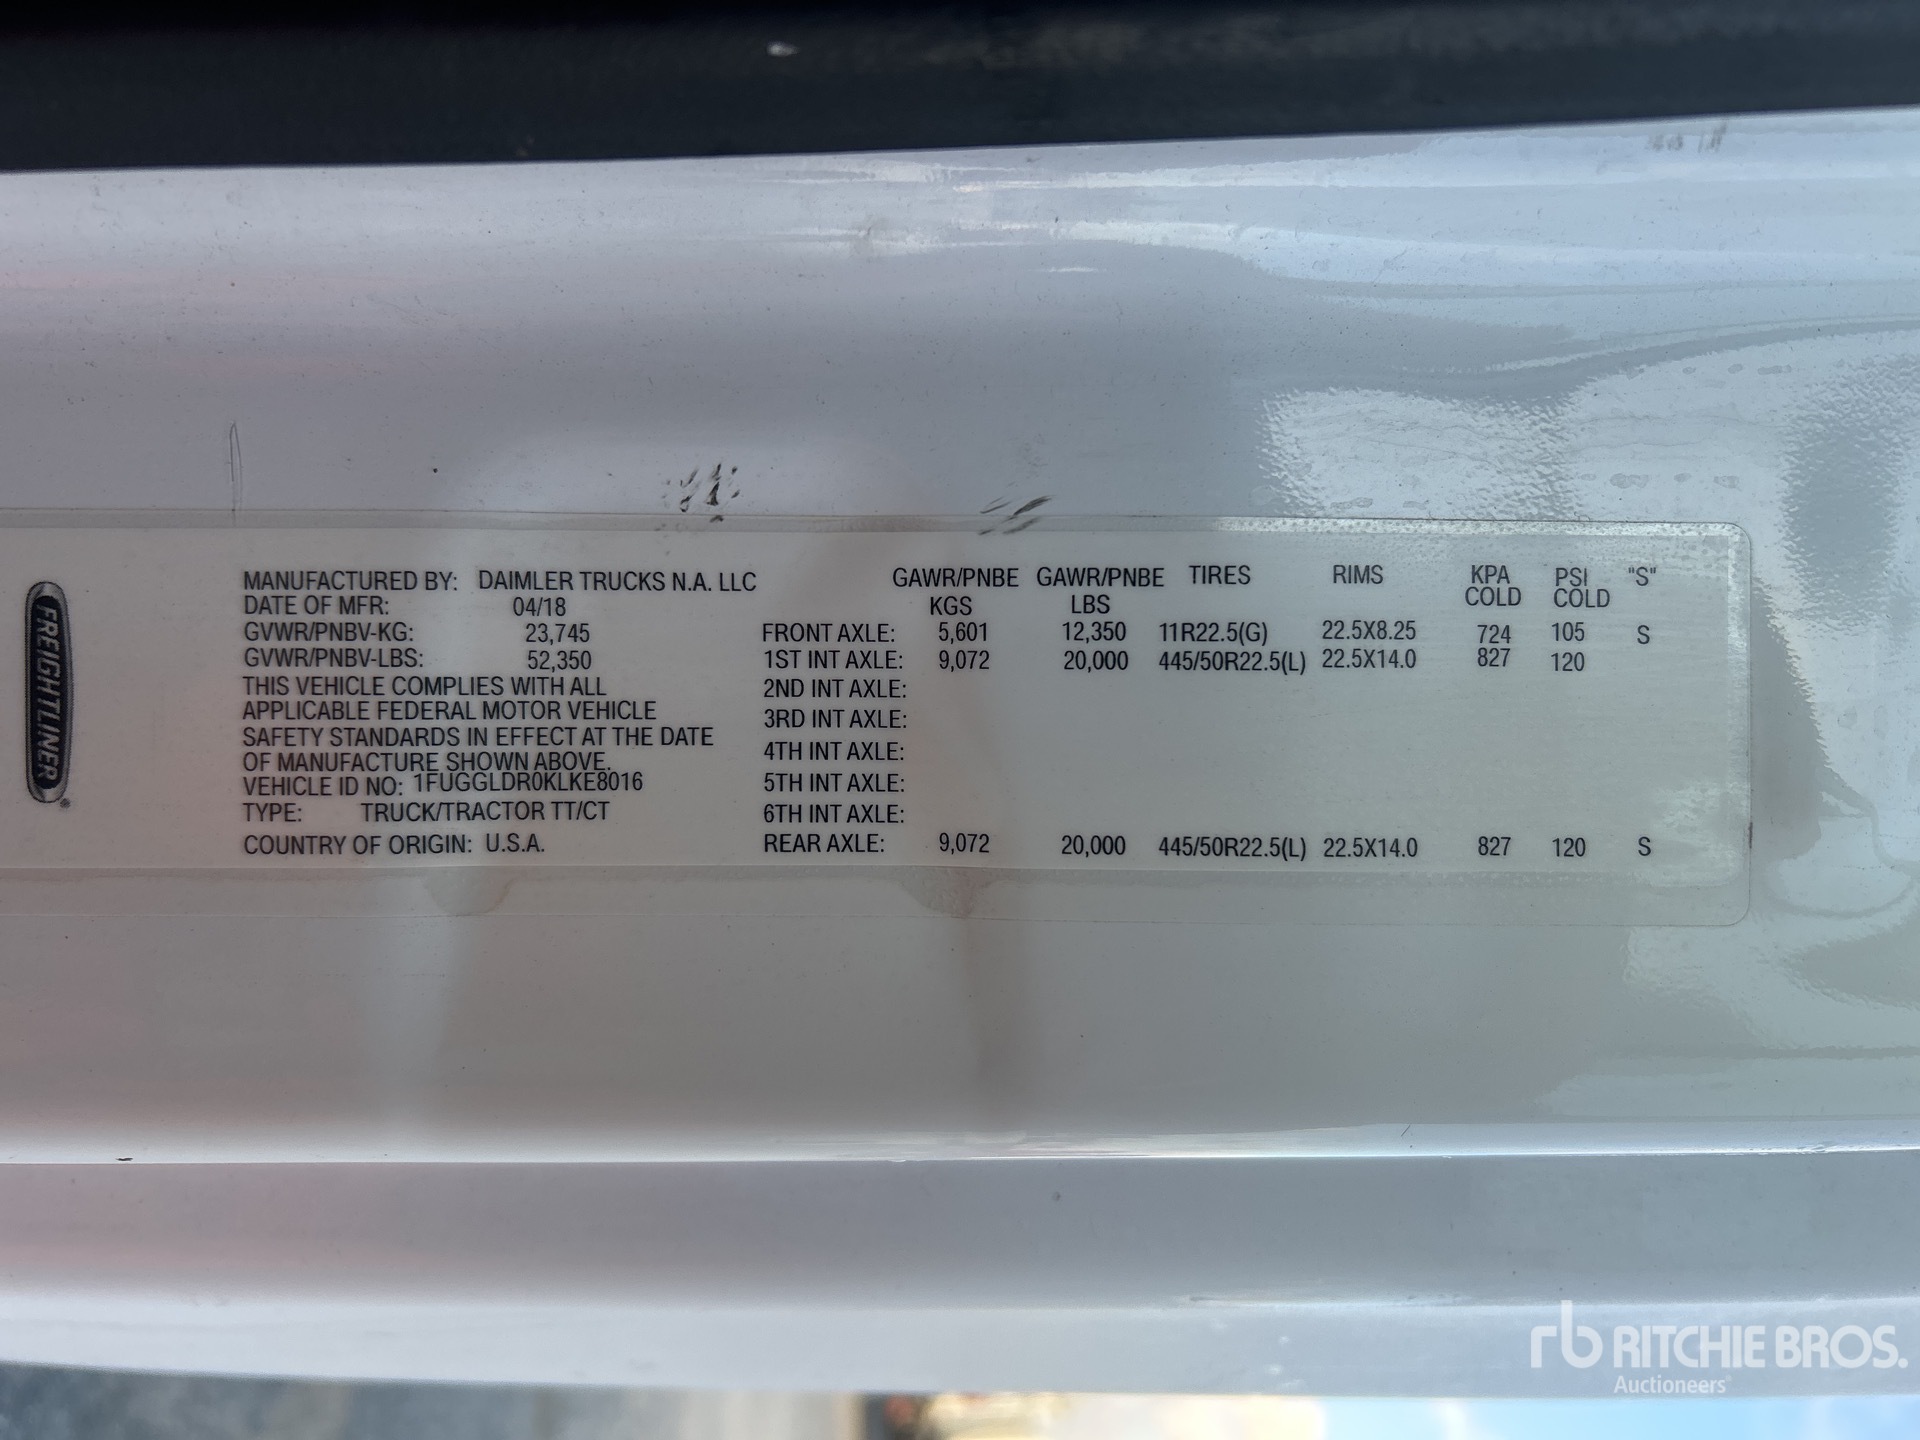 FREIGHTLINER
MANUFACTURED BY: DAIMLER TRUCKS N.A. LLC
DATE OF MFR: 04/18
GVWR/PNBV-KG: 23,745
GVWR/PNBV-LBS: 52,350
THIS VEHICLE COMPLIES WITH ALL
APPLICABLE FEDERAL MOTOR VEHICLE
SAFETY STANDARDS IN EFFECT AT THE DATE
OF MANUFACTURE SHOWN ABOVE.
VEHICLE ID NO: 1FUGGLDR0KLKE8016
TYPE: TRUCK/TRACTOR TT/CT
COUNTRY OF ORIGIN: U.S.A.
GAWR/PNBE GAWR/PNBE TIRES RIMS KPA PSI "S"
KGS LBS COLD COLD
FRONT AXLE: 5,601 12,350 11R22.5(G) 22.5X8.25 724 105 S
1ST INT AXLE: 9,072 20,000 445/50R22.5(L) 22.5X14.0 827 120
2ND INT AXLE:
3RD INT AXLE:
4TH INT AXLE:
5TH INT AXLE:
6TH INT AXLE:
REAR AXLE: 9,072 20,000 445/50R22.5(L) 22.5X14.0 827 120 S
rb RITCHIE BROS.
Auctioneers